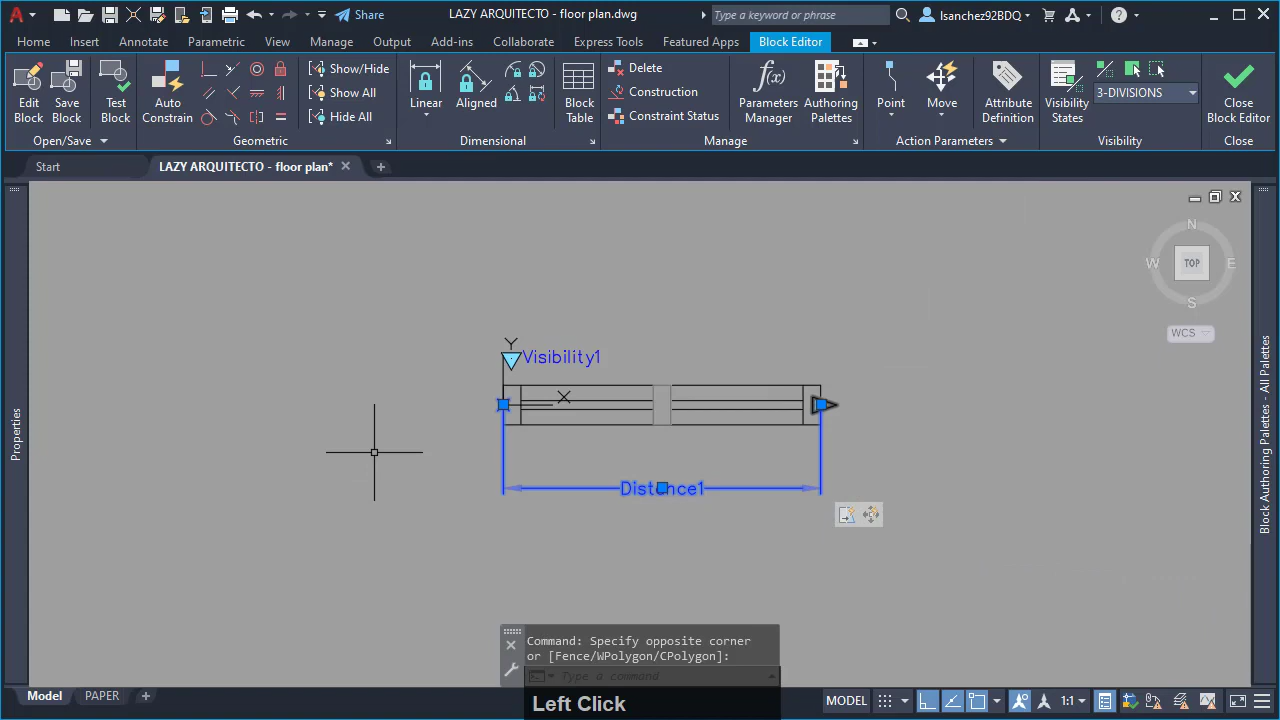 Share
LAZY ARQUITECTO - floor plan.dwg
Type a keyword or phrase
lsanchez92BDQ
Home
Insert
Annotate
Parametric
View
Manage
Output
Add-ins
Collaborate
Express Tools
Featured Apps
Block Editor
Edit
Block
Save
Block
Test
Block
Auto
Constrain
Show/Hide
Show All
Hide All
Linear
Aligned
Block
Table
Delete
Construction
Constraint Status
f(x)
Parameters
Manager
Authoring
Palettes
Point
Move
Attribute
Definition
Visibility
States
3-DIVISIONS
Close
Block Editor
Open/Save
Geometric
Dimensional
Manage
Action Parameters
Visibility
Close
Start
LAZY ARQUITECTO - floor plan*
Properties
Block Authoring Palettes - All Palettes
N
W
TOP
E
S
WCS
Y
Visibility1
X
Distance1
Command: Specify opposite corner
or [Fence/WPolygon/CPolygon]:
Type a command
Left Click
Model
PAPER
MODEL
1:1